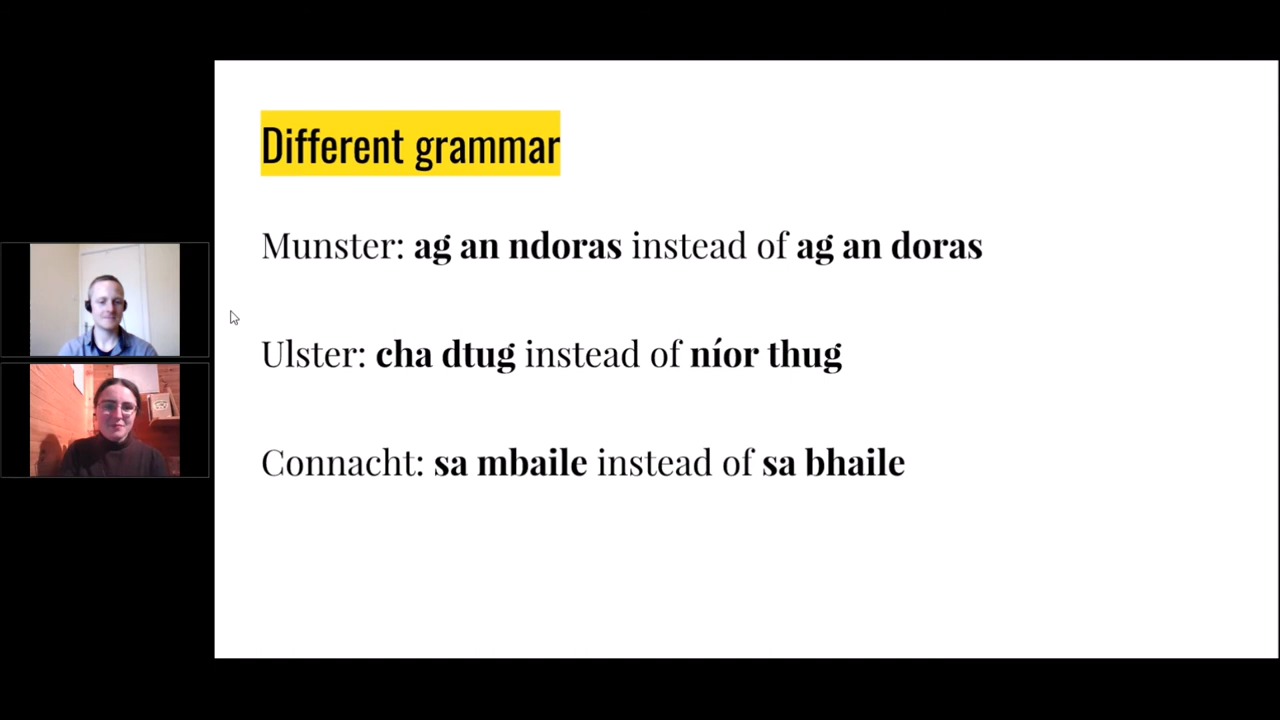 Different grammar
Munster: ag an ndoras instead of ag an doras
Ulster: cha dtug instead of níor thug
Connacht: sa mbaile instead of sa bhaile